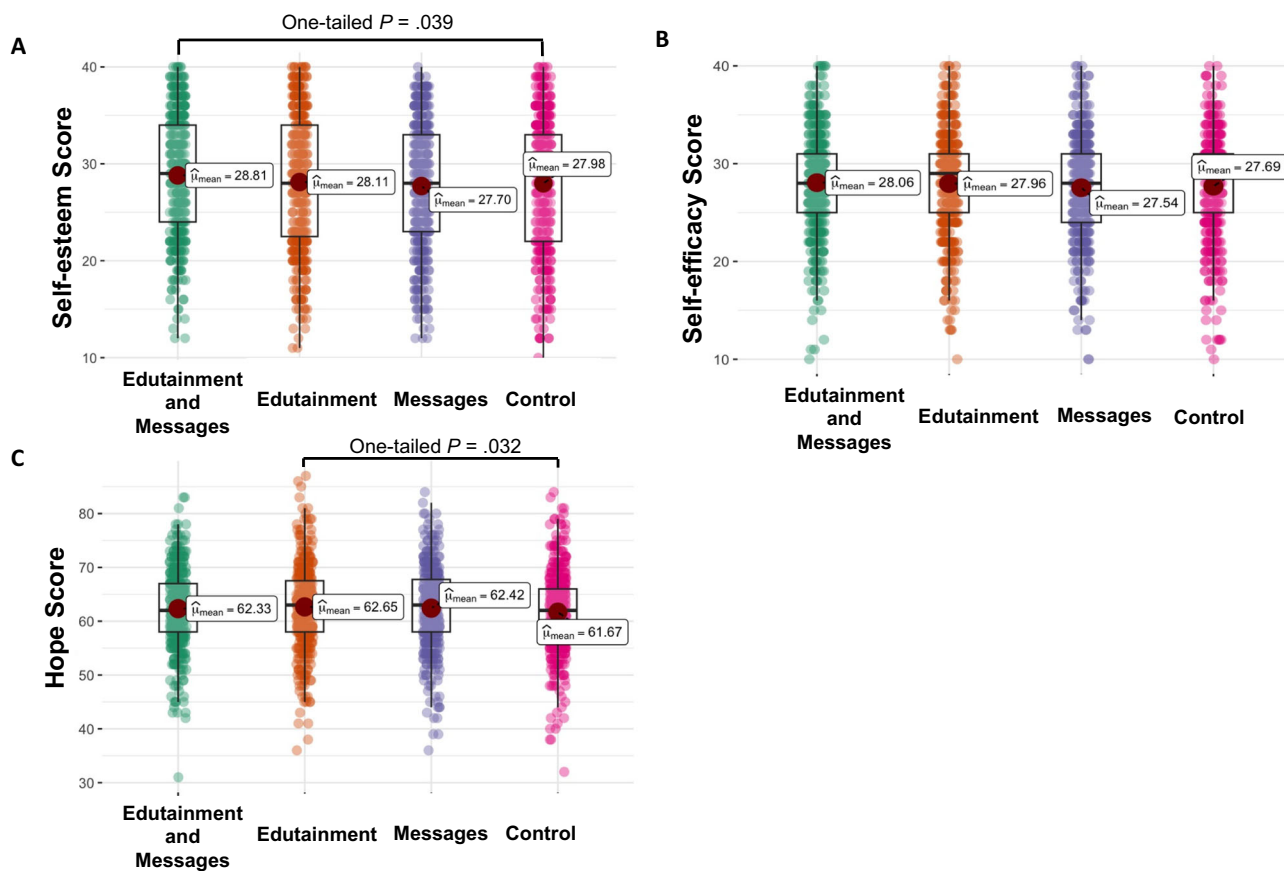 One-tailed P = .039
A
Self-esteem Score
40
30
20
10
μ̂mean = 28.81
μ̂mean = 28.11
μ̂mean = 27.70
μ̂mean = 27.98
Edutainment
and
Messages
Edutainment
Messages
Control
B
Self-efficacy Score
40
30
20
10
μ̂mean = 28.06
μ̂mean = 27.96
μ̂mean = 27.54
μ̂mean = 27.69
Edutainment
and
Messages
Edutainment
Messages
Control
One-tailed P = .032
C
Hope Score
80
70
60
50
40
30
μ̂mean = 62.33
μ̂mean = 62.65
μ̂mean = 62.42
μ̂mean = 61.67
Edutainment
and
Messages
Edutainment
Messages
Control